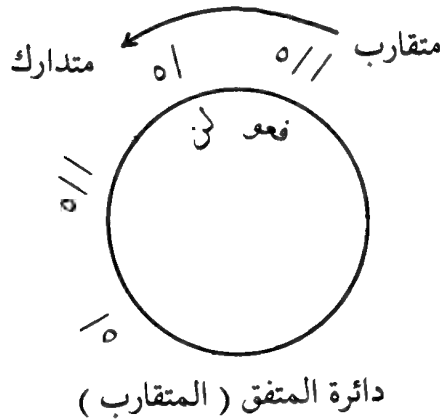 متقارب
متدارك
//ه /ه
فعو لن
//ه
/ه
دائرة المتفق ( المتقارب )